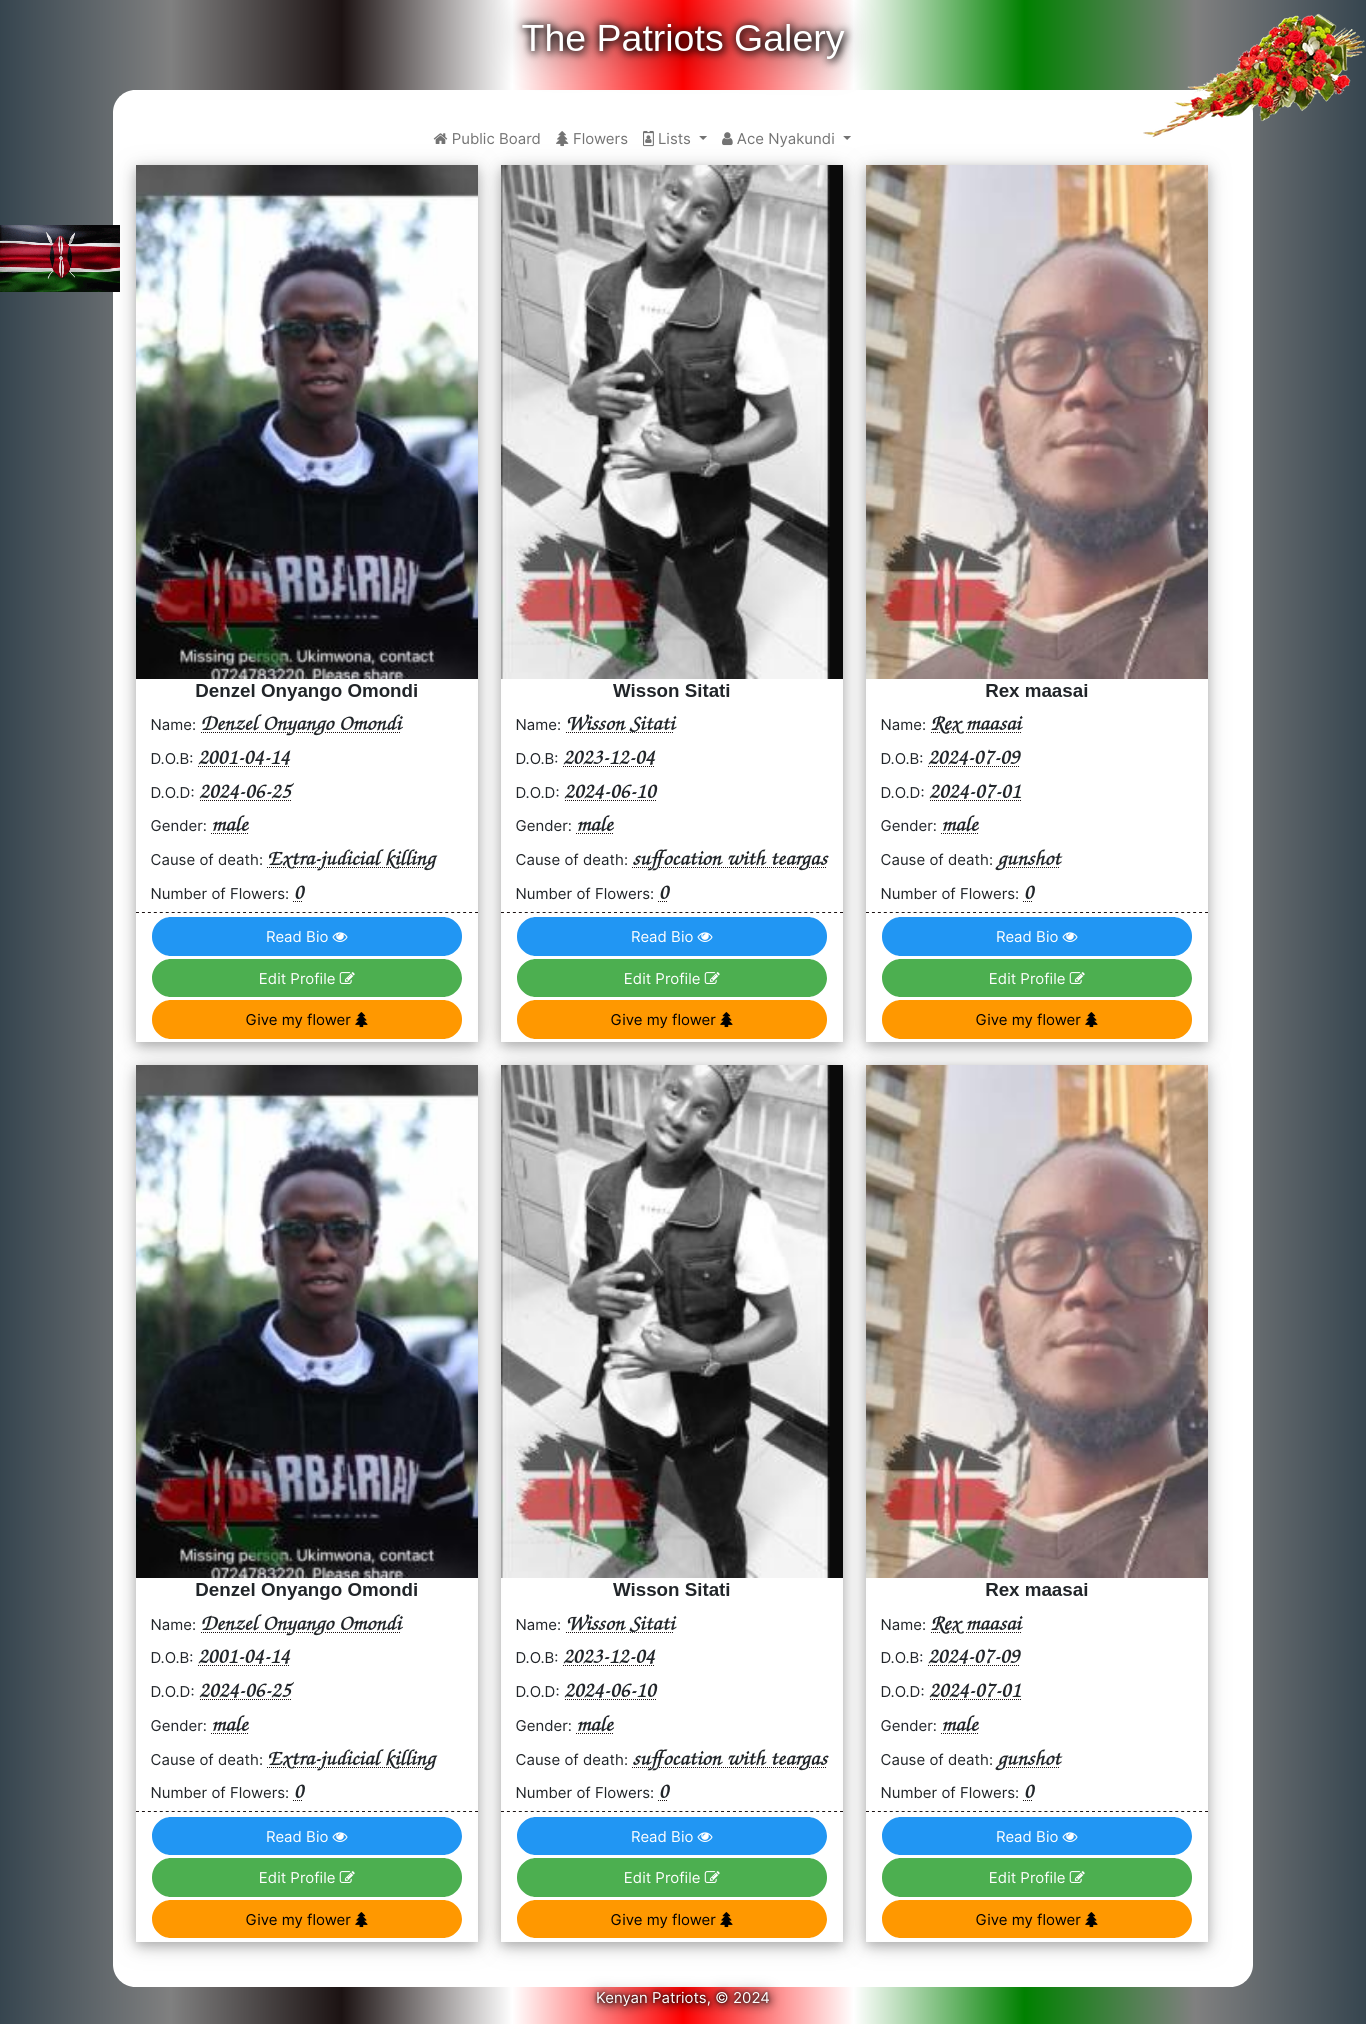 The Patriots Galery
Public Board Flowers Lists Ace Nyakundi
BARBARIAN
Missing person. Ukimwona, contact
0724783220. Please share
Denzel Onyango Omondi
Name: Denzel Onyango Omondi
D.O.B: 2001-04-14
D.O.D: 2024-06-25
Gender: male
Cause of death: Extra-judicial killing
Number of Flowers: 0
Read Bio
Edit Profile
Give my flower
Wisson Sitati
Name: Wisson Sitati
D.O.B: 2023-12-04
D.O.D: 2024-06-10
Gender: male
Cause of death: suffocation with teargas
Number of Flowers: 0
Read Bio
Edit Profile
Give my flower
Rex maasai
Name: Rex maasai
D.O.B: 2024-07-09
D.O.D: 2024-07-01
Gender: male
Cause of death: gunshot
Number of Flowers: 0
Read Bio
Edit Profile
Give my flower
BARBARIAN
Missing person. Ukimwona, contact
0724783220. Please share
Denzel Onyango Omondi
Name: Denzel Onyango Omondi
D.O.B: 2001-04-14
D.O.D: 2024-06-25
Gender: male
Cause of death: Extra-judicial killing
Number of Flowers: 0
Read Bio
Edit Profile
Give my flower
Wisson Sitati
Name: Wisson Sitati
D.O.B: 2023-12-04
D.O.D: 2024-06-10
Gender: male
Cause of death: suffocation with teargas
Number of Flowers: 0
Read Bio
Edit Profile
Give my flower
Rex maasai
Name: Rex maasai
D.O.B: 2024-07-09
D.O.D: 2024-07-01
Gender: male
Cause of death: gunshot
Number of Flowers: 0
Read Bio
Edit Profile
Give my flower
Kenyan Patriots, © 2024